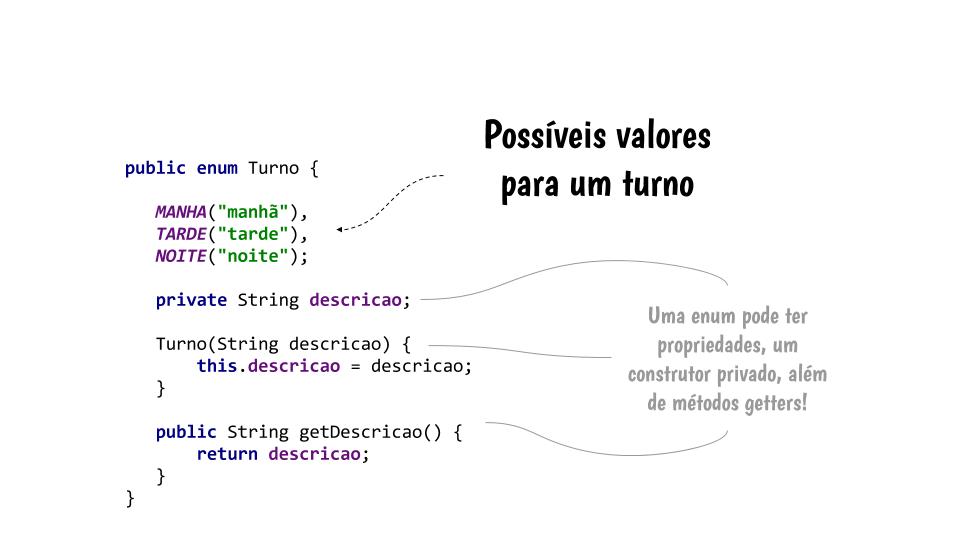 Possíveis valores
para um turno
public enum Turno {
MANHA("manhã"),
TARDE("tarde"),
NOITE("noite");
private String descricao;
Turno(String descricao) {
this.descricao = descricao;
}
public String getDescricao() {
return descricao;
}
}
Uma enum pode ter
propriedades, um
construtor privado, além
de métodos getters!